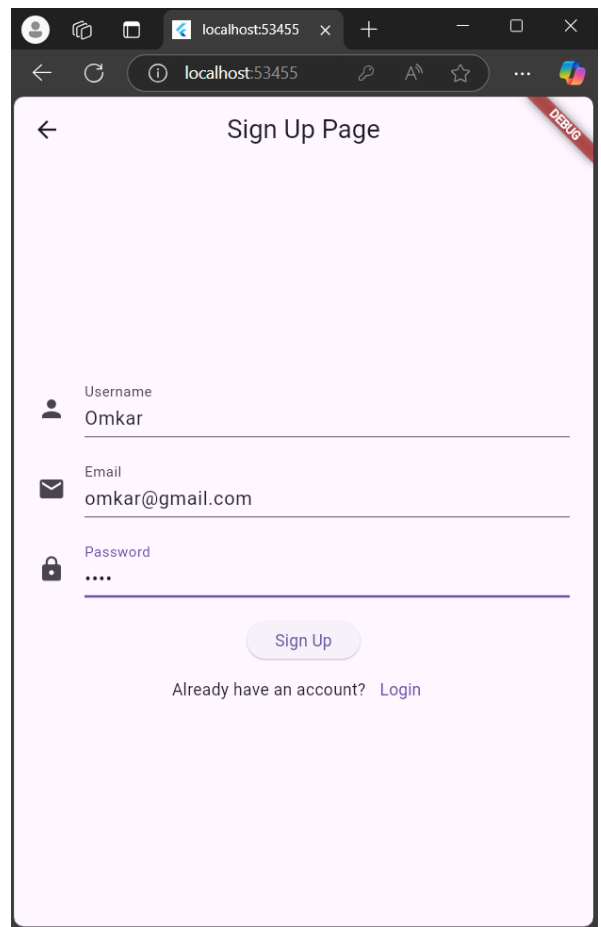 localhost:53455
localhost:53455
DEBUG
Sign Up Page
Username
Omkar
Email
omkar@gmail.com
Password
••••
Sign Up
Already have an account? Login